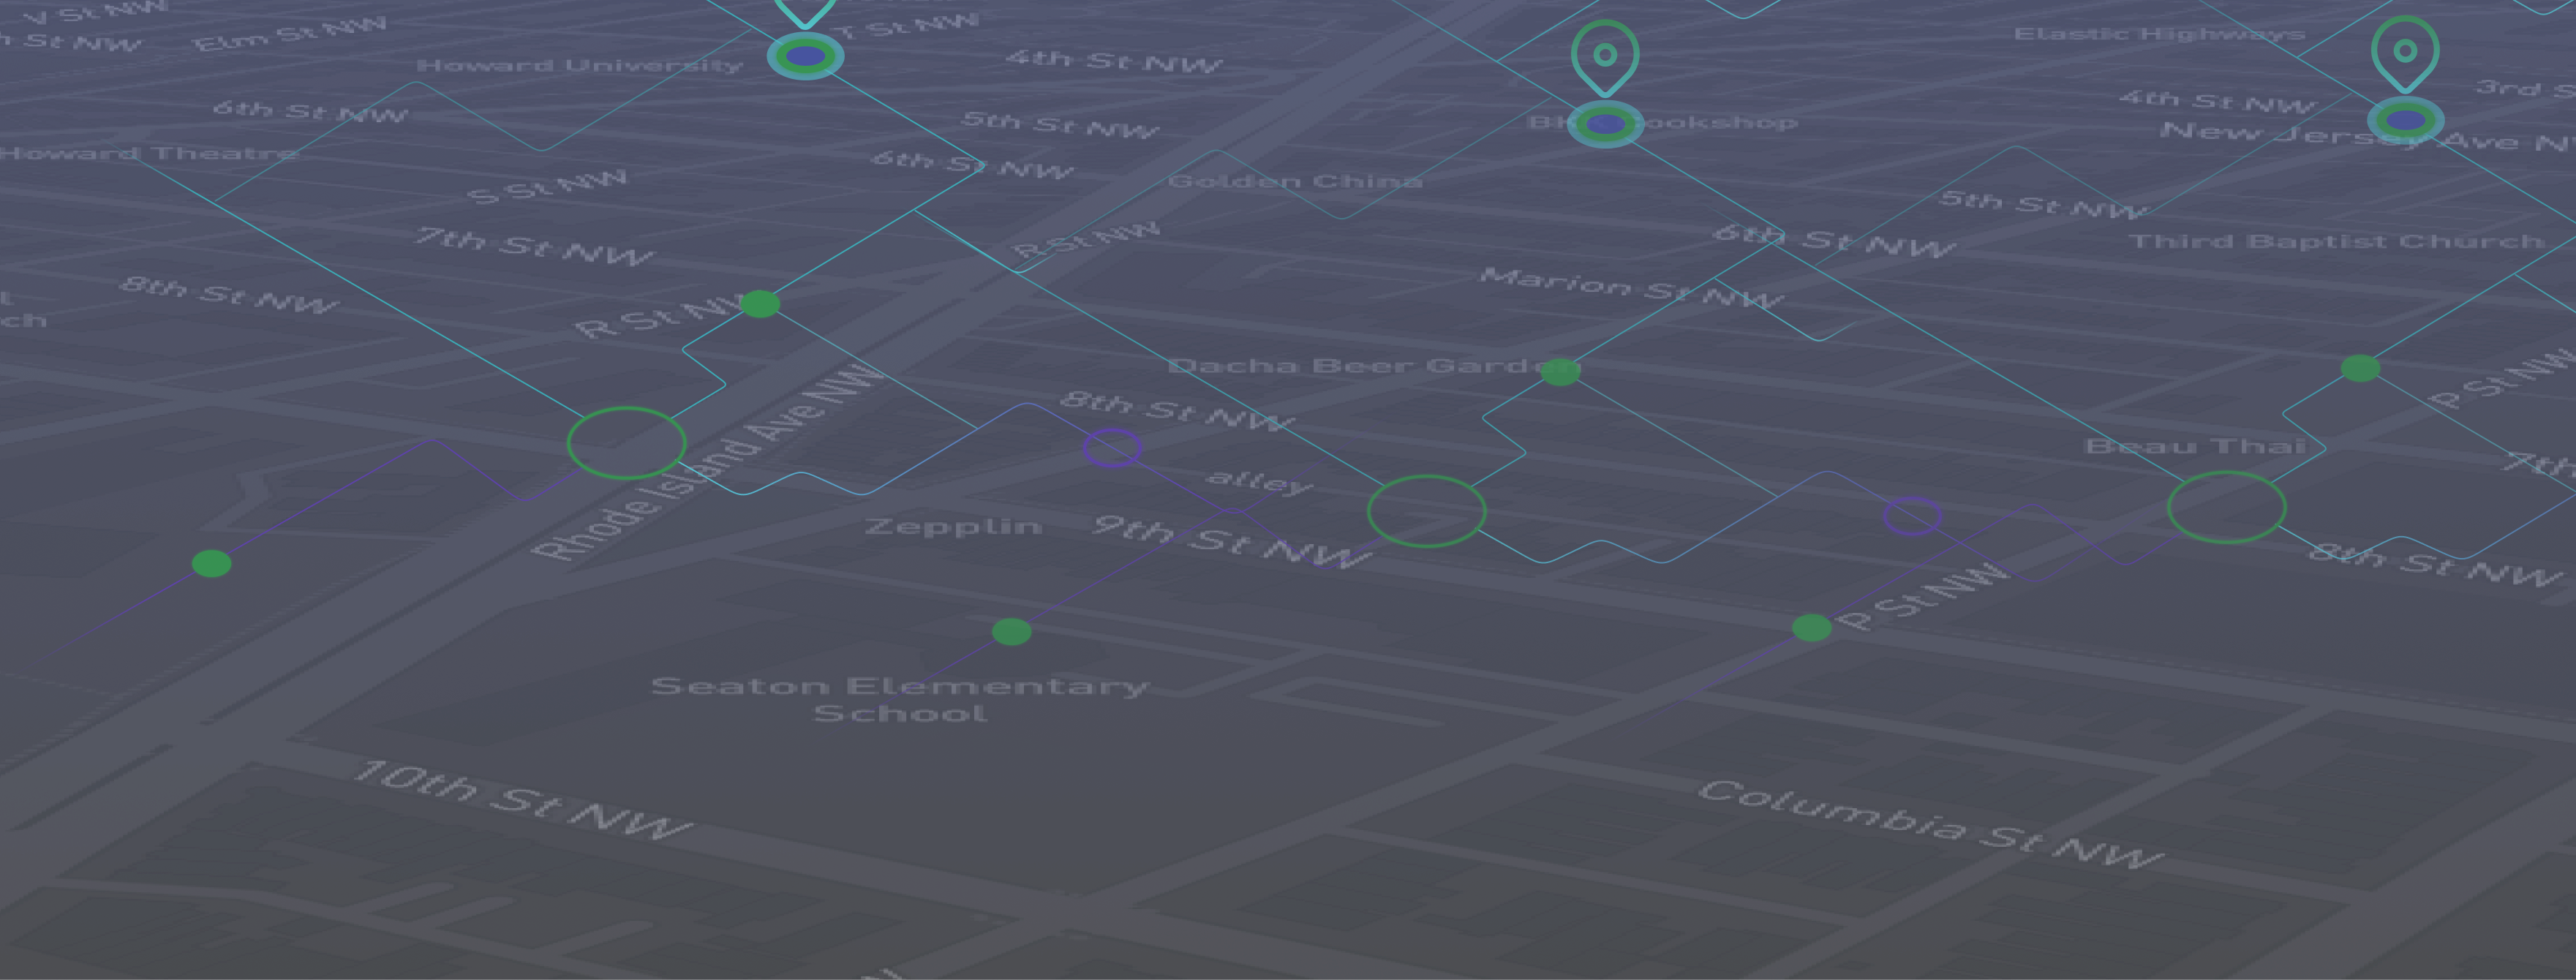 V St NW
Elm St NW
T St NW
Elastic Highways
h St NW
Howard University
4th St NW
3rd S
4th St NW
6th St NW
5th St NW
ookshop
New Jersey Ave N
Howard Theatre
6th St NW
Golden China
S St NW
5th St NW
7th St NW
R St NW
6th St NW
Third Baptist Church
8th St NW
Marion St NW
ch
R St NW
Dacha Beer Garde
P St NW
Rhode Island Ave NW
8th St NW
Beau Thai
7th
alley
Zepplin
9th St NW
8th St NW
P St NW
Seaton Elementary
School
10th St NW
Columbia St NW